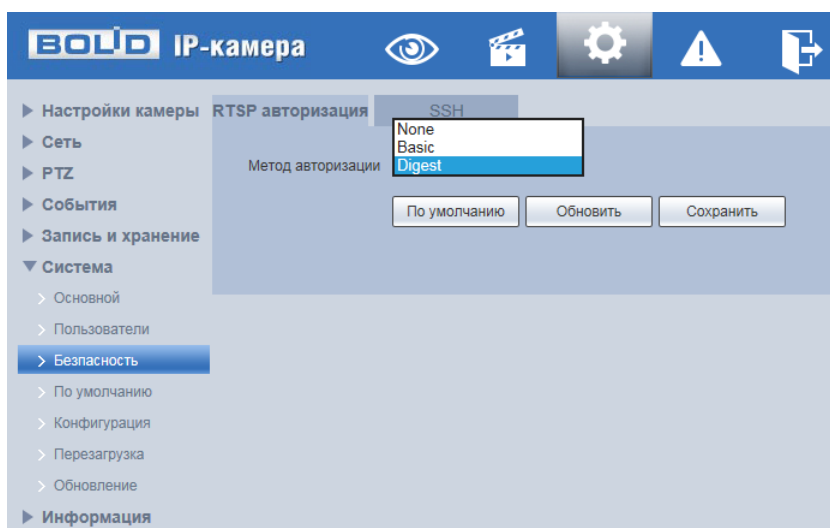 BOLID IP-камера
Настройки камеры
Сеть
PTZ
События
Запись и хранение
Система
Основной
Пользователи
Безпасность
По умолчанию
Конфигурация
Перезагрузка
Обновление
Информация
RTSP авторизация
SSH
Метод авторизации
None
Basic
Digest
По умолчанию
Обновить
Сохранить